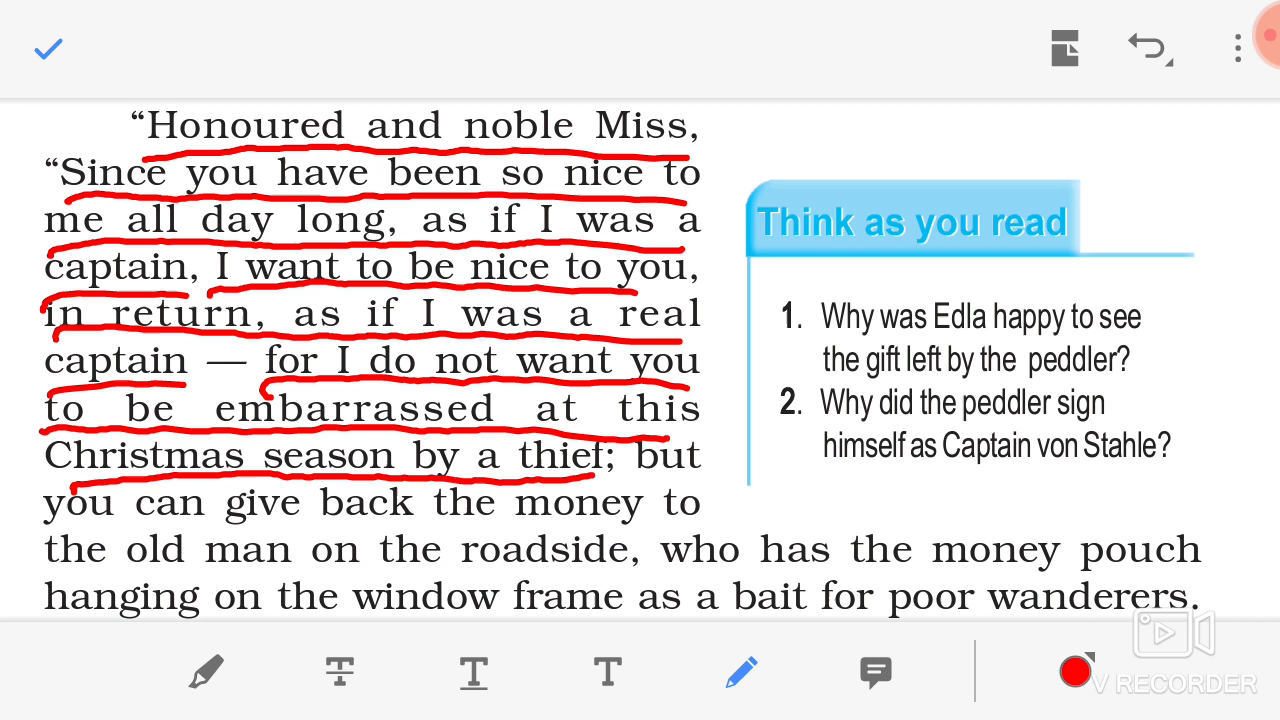 “Honoured and noble Miss,
“Since you have been so nice to
me all day long, as if I was a
captain, I want to be nice to you,
in return, as if I was a real
captain — for I do not want you
to be embarrassed at this
Christmas season by a thief; but
you can give back the money to
the old man on the roadside, who has the money pouch
hanging on the window frame as a bait for poor wanderers.
Think as you read
1. Why was Edla happy to see
the gift left by the peddler?
2. Why did the peddler sign
himself as Captain von Stahle?
T
T
T
V RECORDER